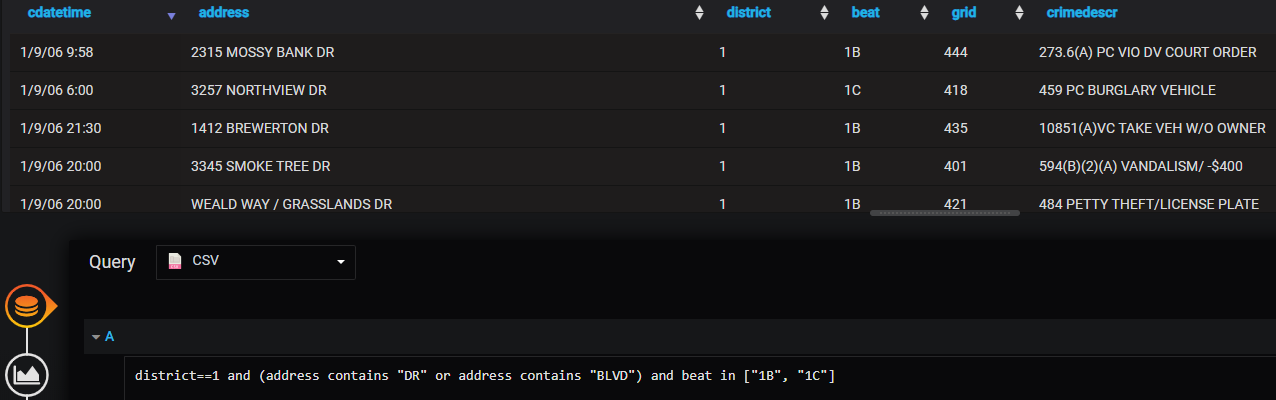 cdatetime address district beat grid crimedescr
1/9/06 9:58 2315 MOSSY BANK DR 1 1B 444 273.6(A) PC VIO DV COURT ORDER
1/9/06 6:00 3257 NORTHVIEW DR 1 1C 418 459 PC BURGLARY VEHICLE
1/9/06 21:30 1412 BREWERTON DR 1 1B 435 10851(A)VC TAKE VEH W/O OWNER
1/9/06 20:00 3345 SMOKE TREE DR 1 1B 401 594(B)(2)(A) VANDALISM/ -$400
1/9/06 20:00 WEALD WAY / GRASSLANDS DR 1 1B 421 484 PETTY THEFT/LICENSE PLATE
Query CSV
A
district==1 and (address contains "DR" or address contains "BLVD") and beat in ["1B", "1C"]